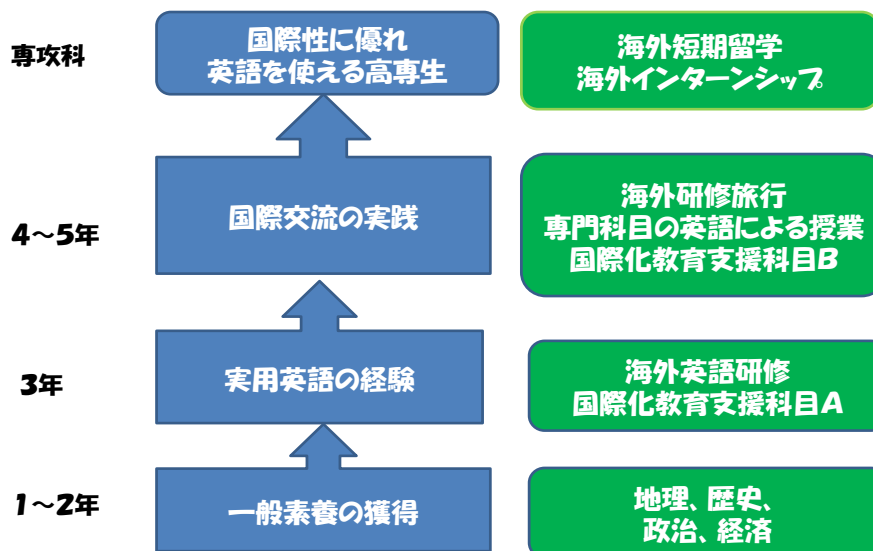 専攻科
国際性に優れ
英語を使える高専生
海外短期留学
海外インターンシップ
4～5年
国際交流の実践
海外研修旅行
専門科目の英語による授業
国際化教育支援科目B
3年
実用英語の経験
海外英語研修
国際化教育支援科目A
1～2年
一般素養の獲得
地理、歴史、
政治、経済